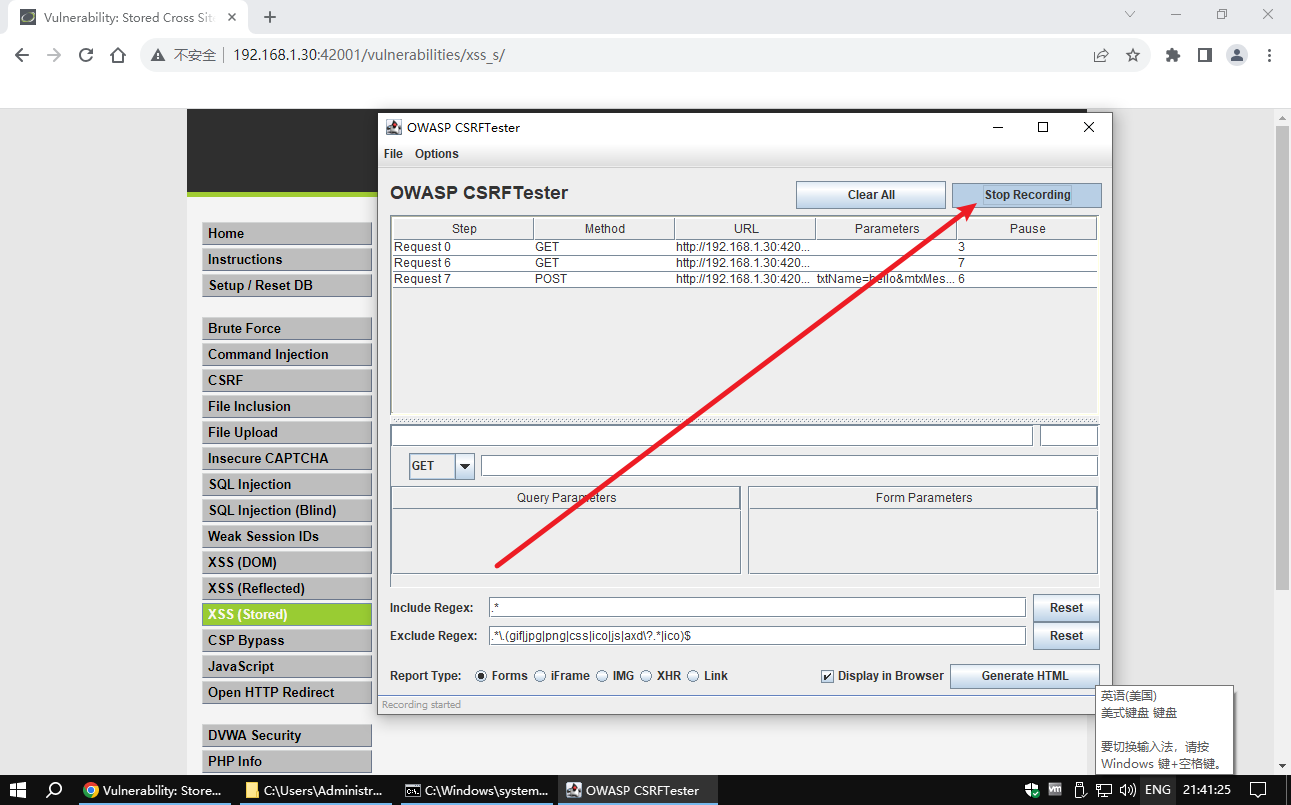 Vulnerability: Stored Cross Sit
不安全
192.168.1.30:42001/vulnerabilities/xss_s/
OWASP CSRFTester
File Options
OWASP CSRFTester
Clear All
Stop Recording
Step Method URL Parameters Pause
Request 0 GET http://192.168.1.30:420... 3
Request 6 GET http://192.168.1.30:420... 7
Request 7 POST http://192.168.1.30:420... txtName=hello&mtxMes... 6
GET
Query Parameters
Form Parameters
Include Regex: .* Reset
Exclude Regex: .*\.(gif|jpg|png|css|ico|js|axd\?.*|ico)$ Reset
Report Type: Forms iFrame IMG XHR Link
Display in Browser
Generate HTML
Recording started
Home
Instructions
Setup / Reset DB
Brute Force
Command Injection
CSRF
File Inclusion
File Upload
Insecure CAPTCHA
SQL Injection
SQL Injection (Blind)
Weak Session IDs
XSS (DOM)
XSS (Reflected)
XSS (Stored)
CSP Bypass
JavaScript
Open HTTP Redirect
DVWA Security
PHP Info
英语(美国)
美式键盘 键盘
要切换输入法，请按
Windows 键+空格键。
Vulnerability: Store...
C:\Users\Administr...
C:\Windows\system...
OWASP CSRFTester
vm
ENG
21:41:25